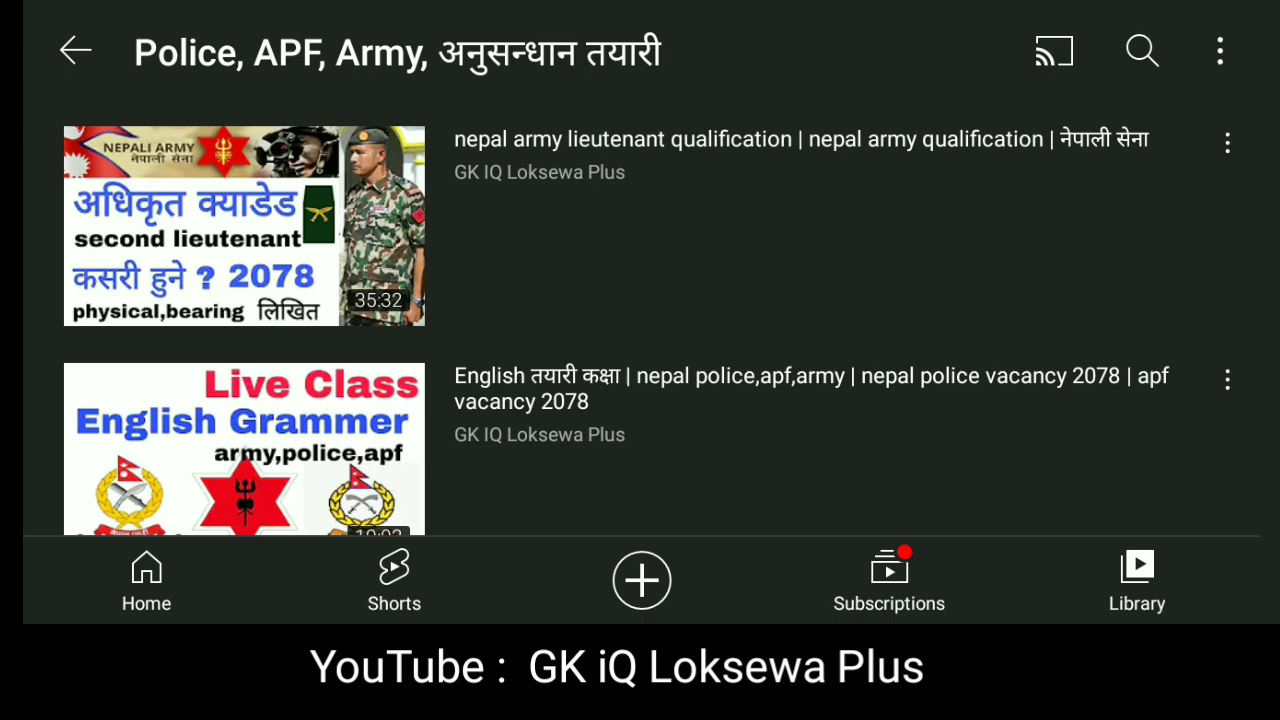 Police, APF, Army, अनुसन्धान तयारी
NEPALI ARMY
नेपाली सेना
अधिकृत क्याडेड
second lieutenant
कसरी हुने ? 2078
physical,bearing लिखित
35:32
nepal army lieutenant qualification | nepal army qualification | नेपाली सेना
GK IQ Loksewa Plus
Live Class
English Grammer
army,police,apf
English तयारी कक्षा | nepal police,apf,army | nepal police vacancy 2078 | apf
vacancy 2078
GK IQ Loksewa Plus
Home
Shorts
Subscriptions
Library
YouTube : GK iQ Loksewa Plus